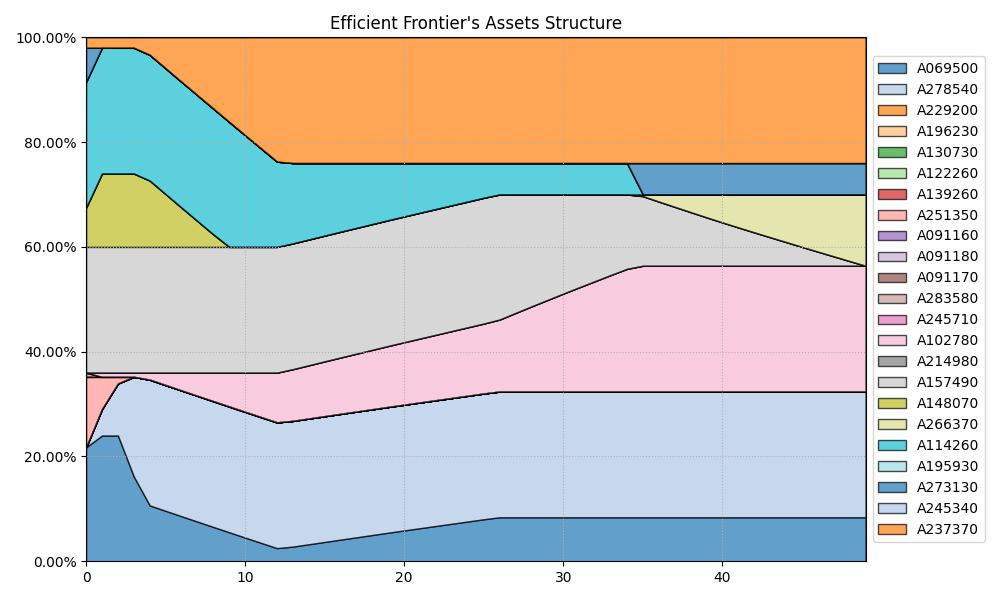 Efficient Frontier's Assets Structure
100.00%
80.00%
60.00%
40.00%
20.00%
0.00%
0
10
20
30
40
A069500
A278540
A229200
A196230
A130730
A122260
A139260
A251350
A091160
A091180
A091170
A283580
A245710
A102780
A214980
A157490
A148070
A266370
A114260
A195930
A273130
A245340
A237370